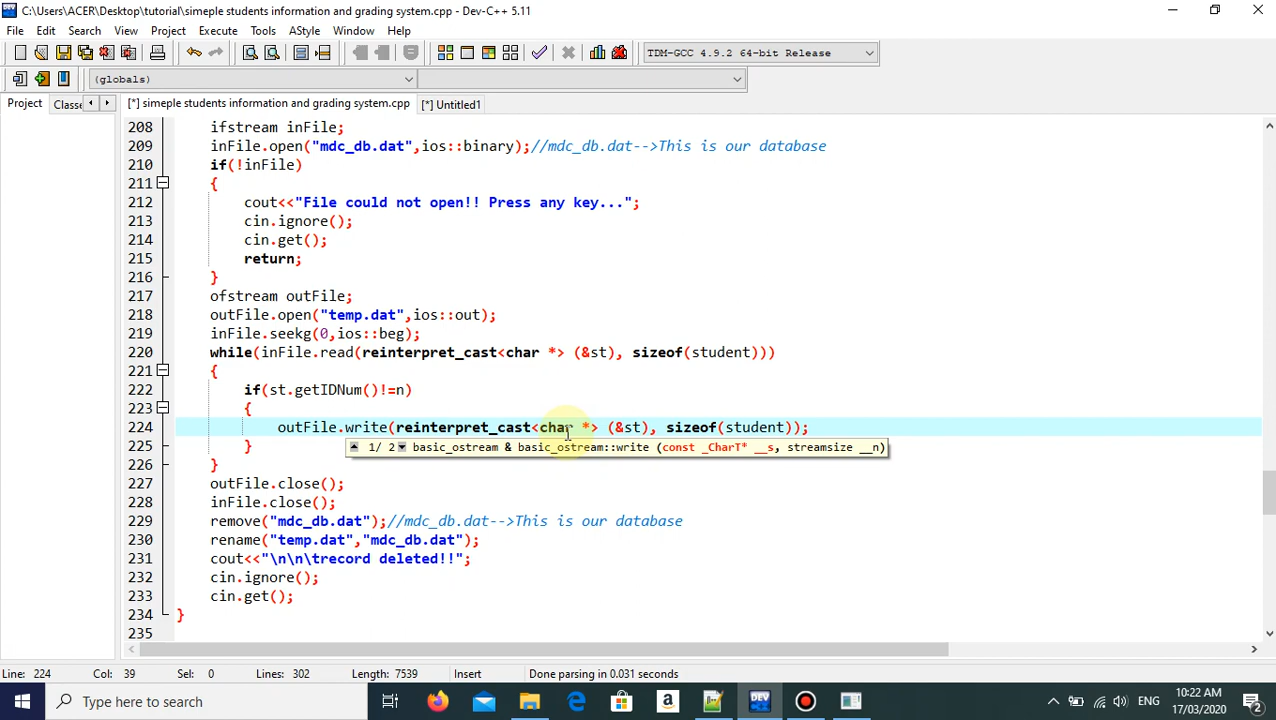 C:\Users\ACER\Desktop\tutorial\simeple students information and grading system.cpp - Dev-C++ 5.11
File Edit Search View Project Execute Tools AStyle Window Help
TDM-GCC 4.9.2 64-bit Release
(globals)
Project Classe [*] simeple students information and grading system.cpp [*] Untitled1
208 ifstream inFile;
209 inFile.open("mdc_db.dat",ios::binary);//mdc_db.dat-->This is our database
210 if(!inFile)
211 {
212 cout<<"File could not open!! Press any key...";
213 cin.ignore();
214 cin.get();
215 return;
216 }
217 ofstream outFile;
218 outFile.open("temp.dat",ios::out);
219 inFile.seekg(0,ios::beg);
220 while(inFile.read(reinterpret_cast<char *> (&st), sizeof(student)))
221 {
222 if(st.getIDNum()!=n)
223 {
224 outFile.write(reinterpret_cast<char *> (&st), sizeof(student));
225 }
1/ 2 basic_ostream & basic_ostream::write (const _CharT* __s, streamsize __n)
226 }
227 outFile.close();
228 inFile.close();
229 remove("mdc_db.dat");//mdc_db.dat-->This is our database
230 rename("temp.dat","mdc_db.dat");
231 cout<<"\n\n\trecord deleted!!";
232 cin.ignore();
233 cin.get();
234 }
235
Line: 224 Col: 39 Sel: 0 Lines: 302 Length: 7539 Insert Done parsing in 0.031 seconds
Type here to search
DEV
ENG
10:22 AM
17/03/2020
2